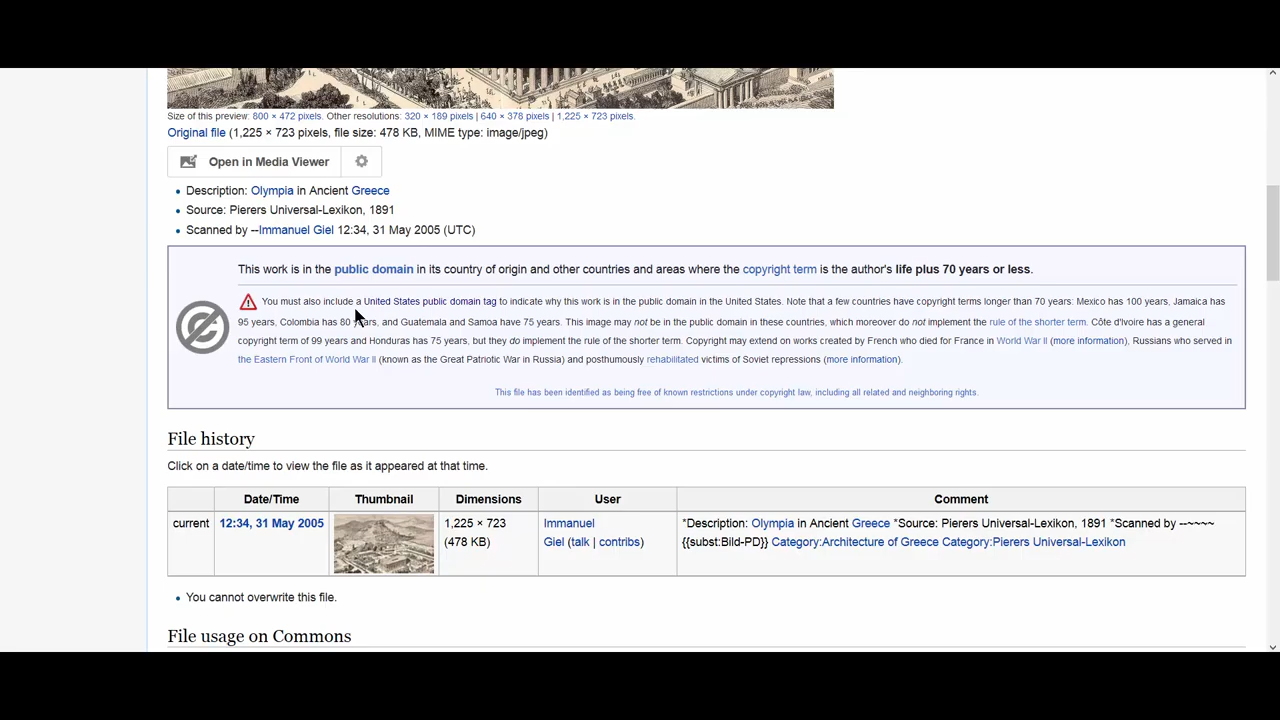 Size of this preview: 800 × 472 pixels. Other resolutions: 320 × 189 pixels | 640 × 378 pixels | 1,225 × 723 pixels.
Original file (1,225 × 723 pixels, file size: 478 KB, MIME type: image/jpeg)
Open in Media Viewer
• Description: Olympia in Ancient Greece
• Source: Pierers Universal-Lexikon, 1891
• Scanned by --Immanuel Giel 12:34, 31 May 2005 (UTC)
This work is in the public domain in its country of origin and other countries and areas where the copyright term is the author's life plus 70 years or less.
You must also include a United States public domain tag to indicate why this work is in the public domain in the United States. Note that a few countries have copyright terms longer than 70 years: Mexico has 100 years, Jamaica has
95 years, Colombia has 80 years, and Guatemala and Samoa have 75 years. This image may not be in the public domain in these countries, which moreover do not implement the rule of the shorter term. Côte d'Ivoire has a general
copyright term of 99 years and Honduras has 75 years, but they do implement the rule of the shorter term. Copyright may extend on works created by French who died for France in World War II (more information), Russians who served in
the Eastern Front of World War II (known as the Great Patriotic War in Russia) and posthumously rehabilitated victims of Soviet repressions (more information).
This file has been identified as being free of known restrictions under copyright law, including all related and neighboring rights.
File history
Click on a date/time to view the file as it appeared at that time.
Date/Time Thumbnail Dimensions User Comment
current 12:34, 31 May 2005 1,225 × 723 Immanuel *Description: Olympia in Ancient Greece *Source: Pierers Universal-Lexikon, 1891 *Scanned by --~~~~
(478 KB) Giel (talk | contribs) {{subst:Bild-PD}} Category:Architecture of Greece Category:Pierers Universal-Lexikon
• You cannot overwrite this file.
File usage on Commons